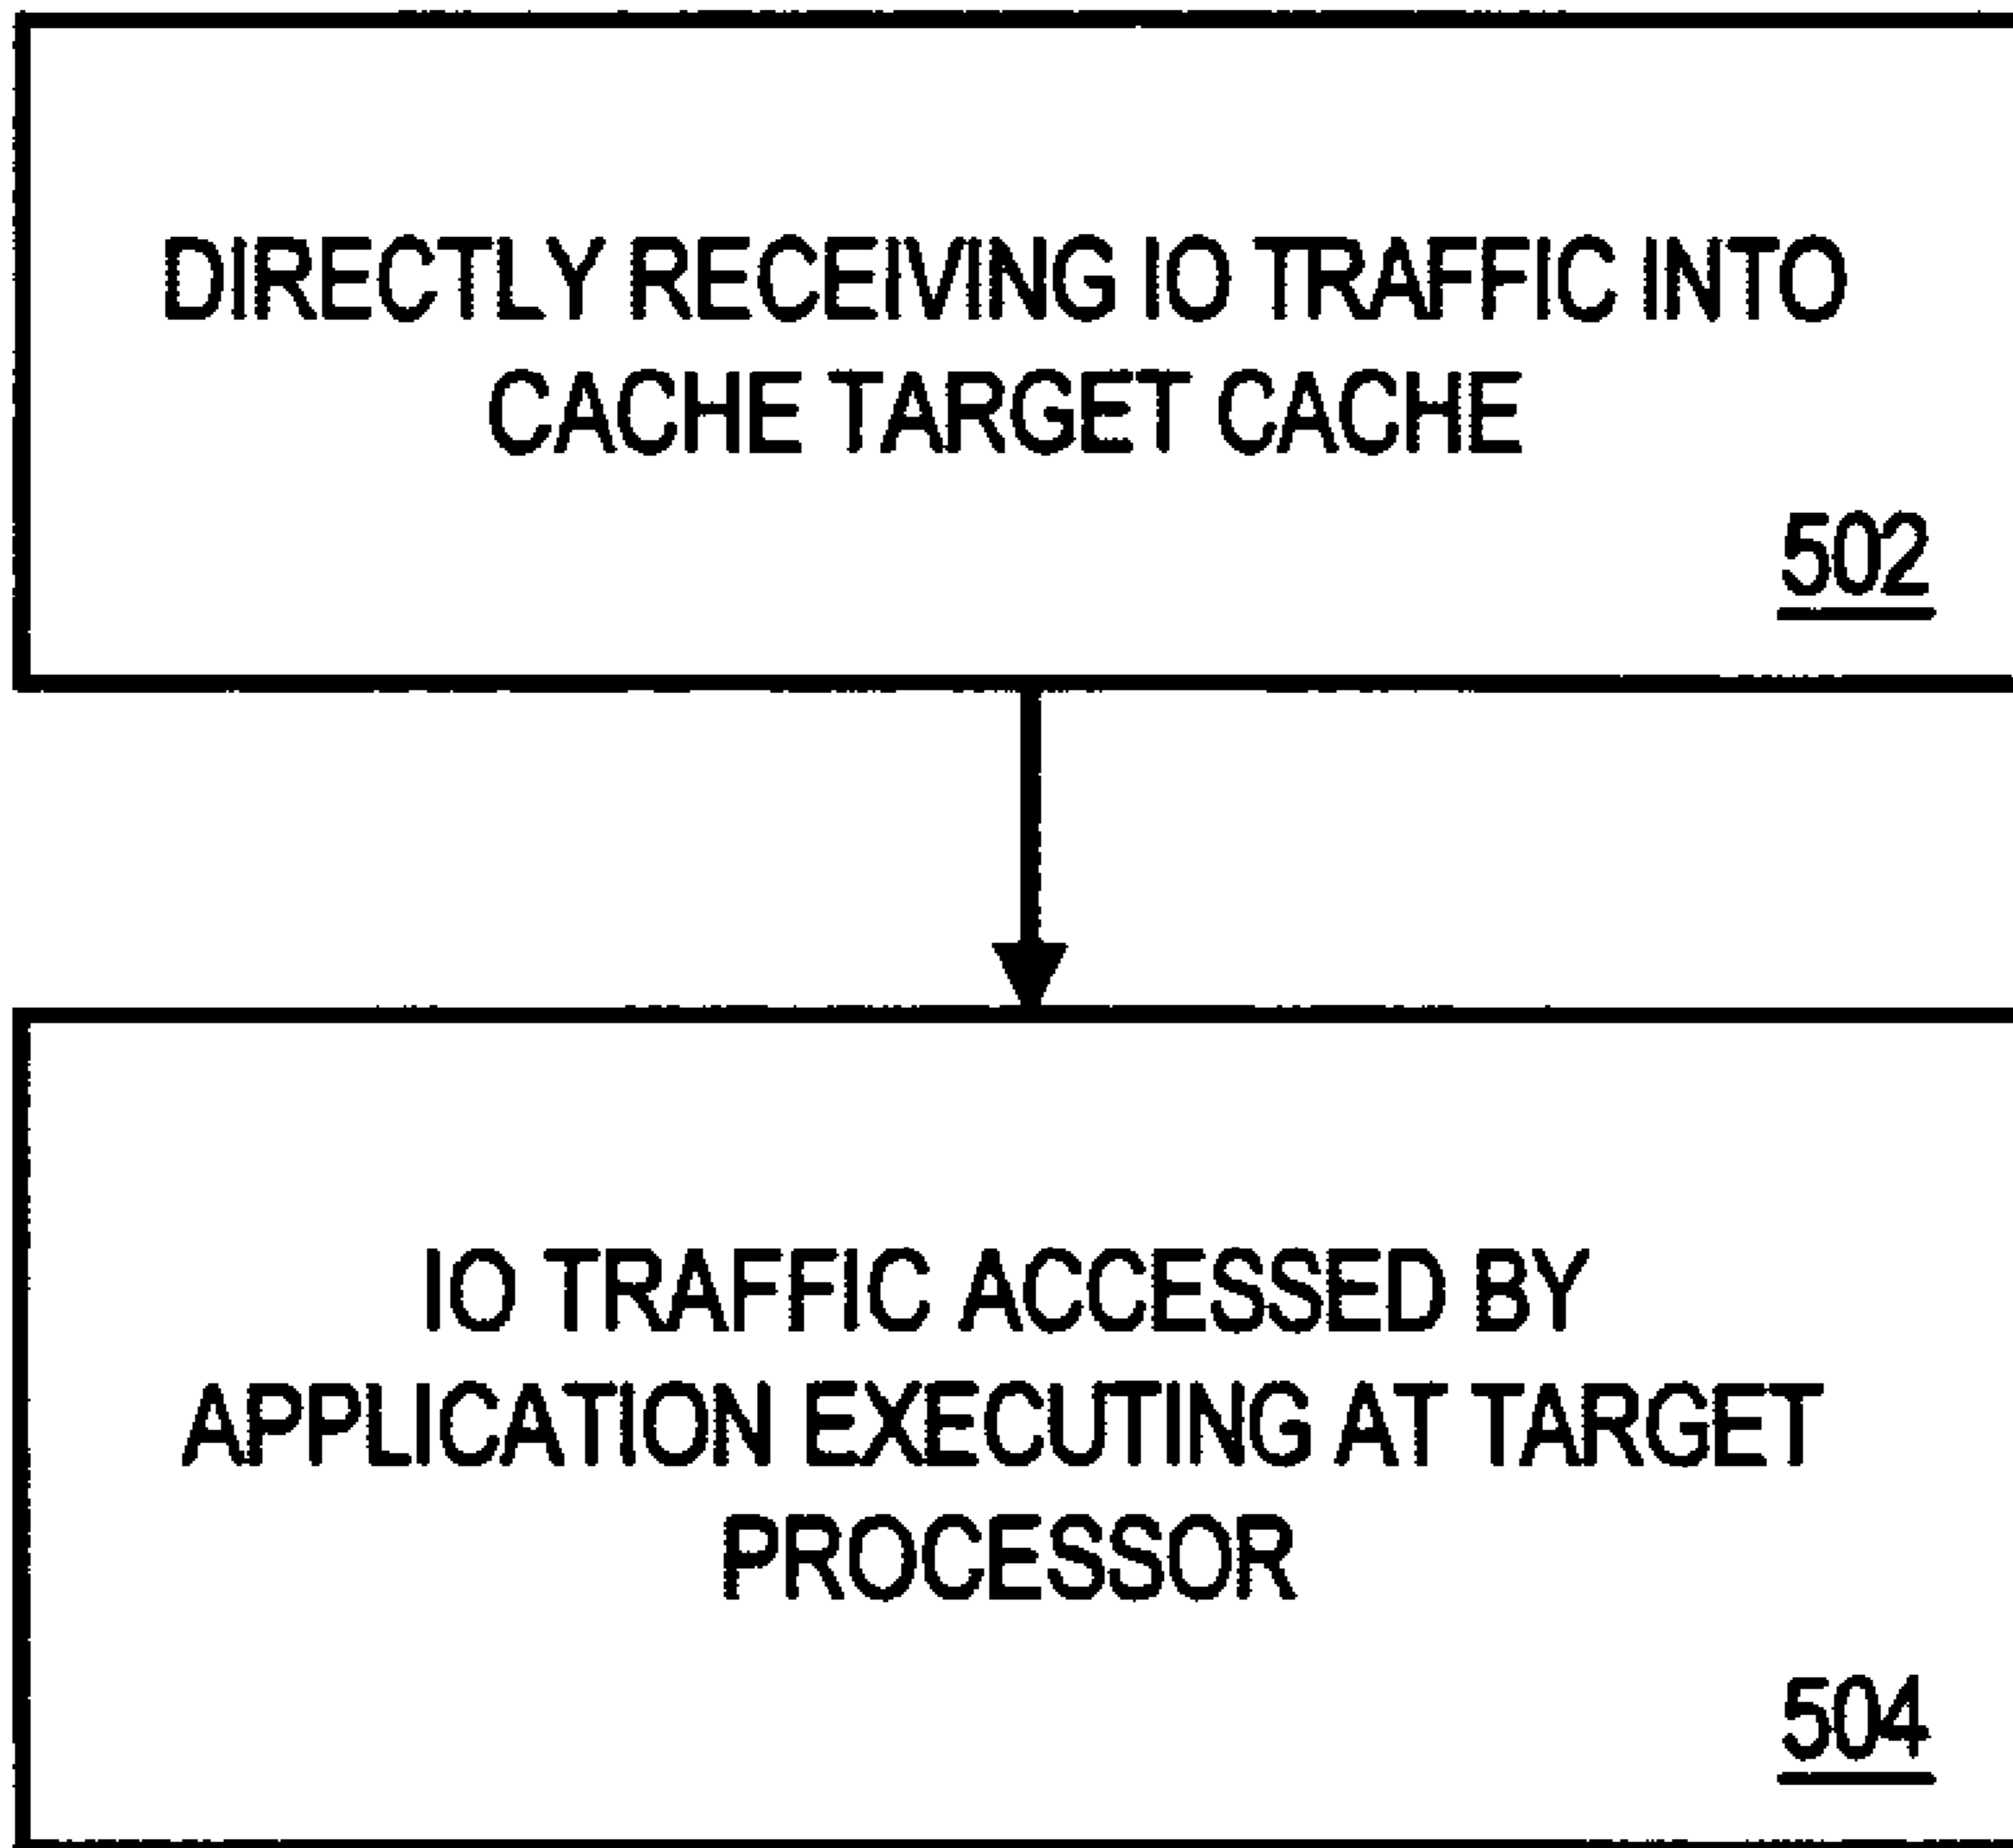 DIRECTLY RECEIVING IO TRAFFIC INTO
CACHE TARGET CACHE
502
IO TRAFFIC ACCESSED BY
APPLICATION EXECUTING AT TARGET
PROCESSOR
504